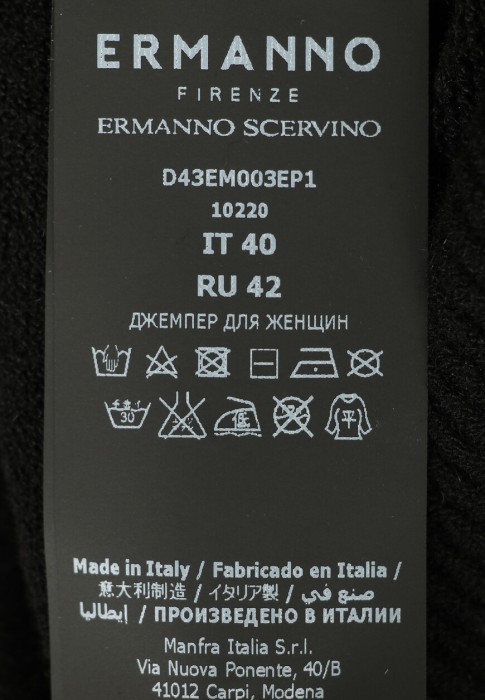 ERMANNO
FIRENZE
ERMANNO SCERVINO
D43EM003EP1
10220
IT 40
RU 42
ДЖЕМПЕР ДЛЯ ЖЕНЩИН
30
平
Made in Italy / Fabricado en Italia /
意大利制造 / イタリア製 / صنع في
إيطاليا / ПРОИЗВЕДЕНО В ИТАЛИИ
Manfra Italia S.r.l.
Via Nuova Ponente, 40/B
41012 Carpi, Modena